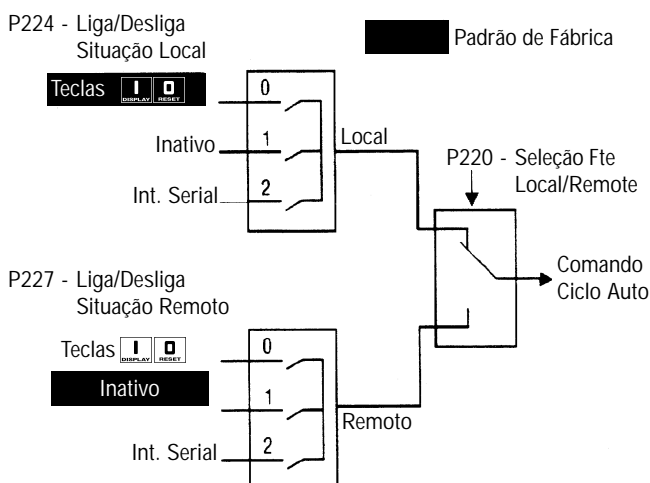 P224 - Liga/Desliga
Situação Local
Padrão de Fábrica
Teclas I DISPLAY O RESET
0
Inativo
1
Local
Int. Serial
2
P220 - Seleção Fte
Local/Remote
Comando
Ciclo Auto
P227 - Liga/Desliga
Situação Remoto
Teclas I DISPLAY O RESET
0
Inativo
1
Remoto
Int. Serial
2